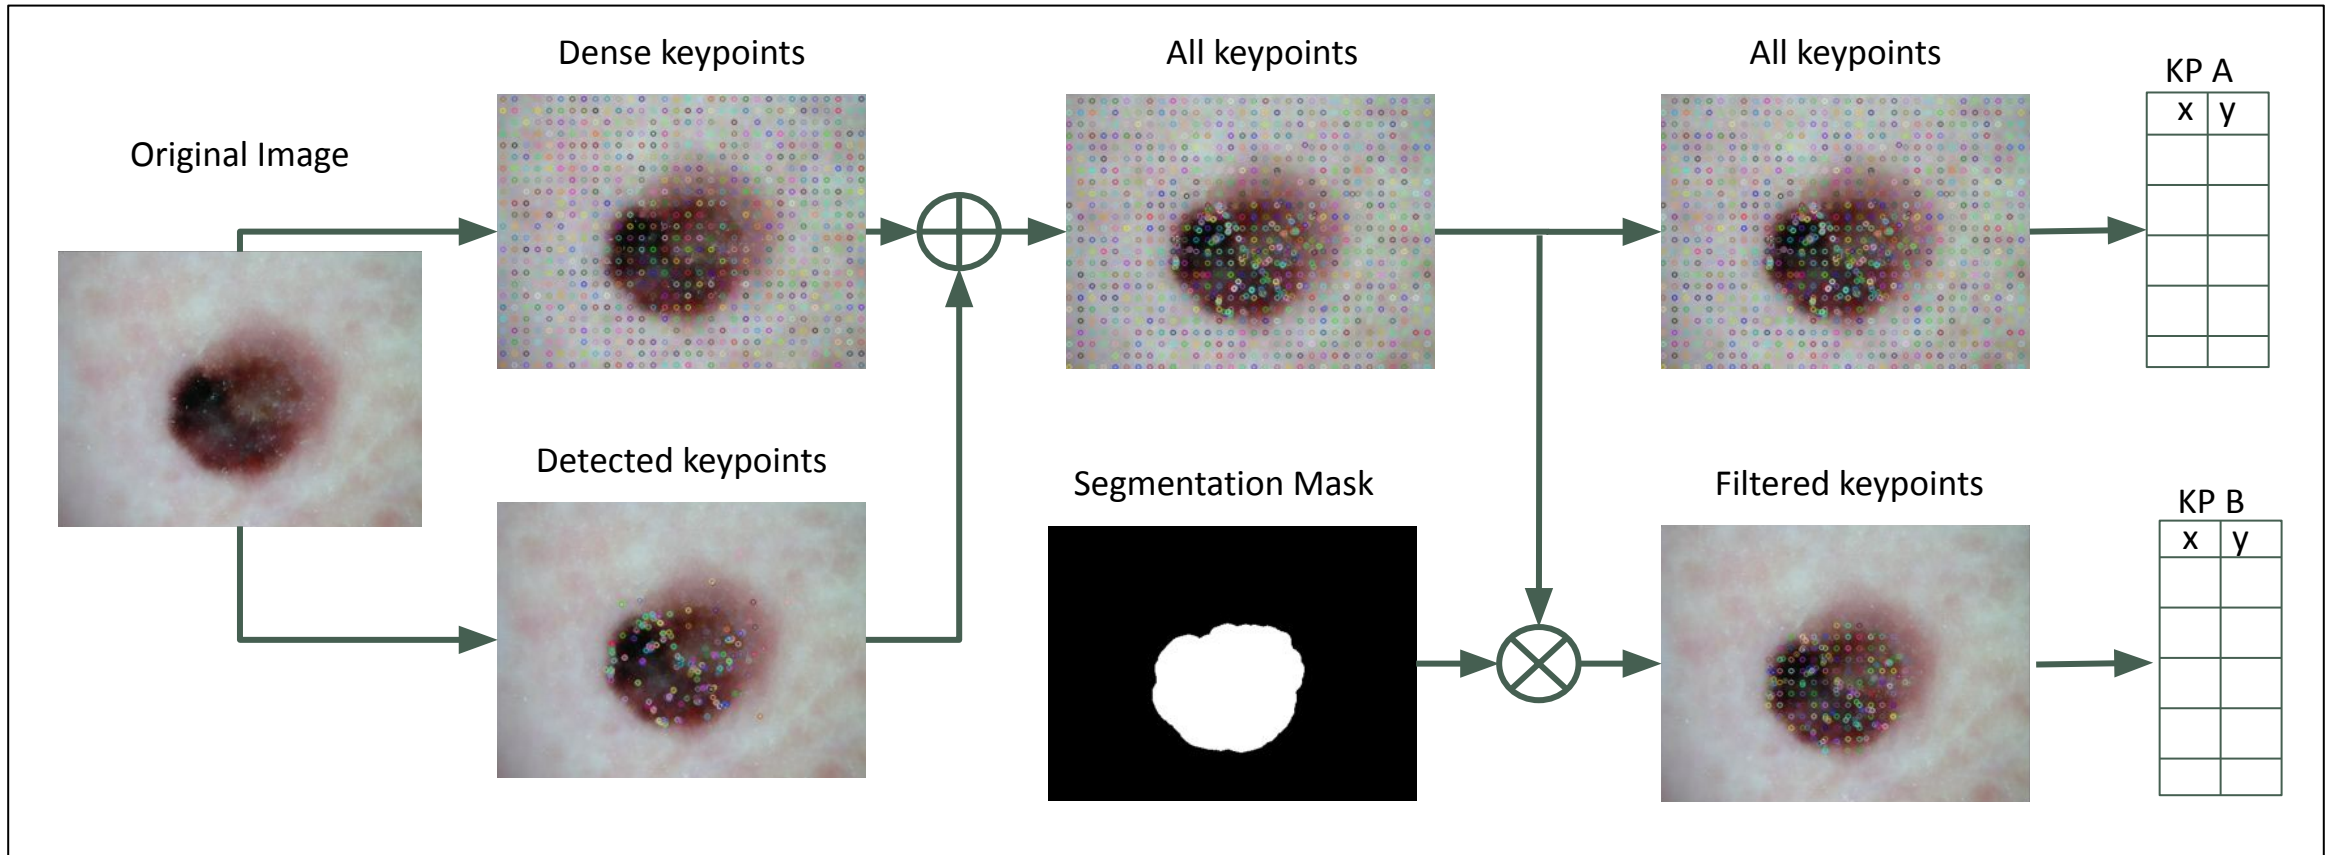 Dense keypoints
All keypoints
All keypoints
KP A
x y
Original Image
Detected keypoints
Segmentation Mask
Filtered keypoints
KP B
x y